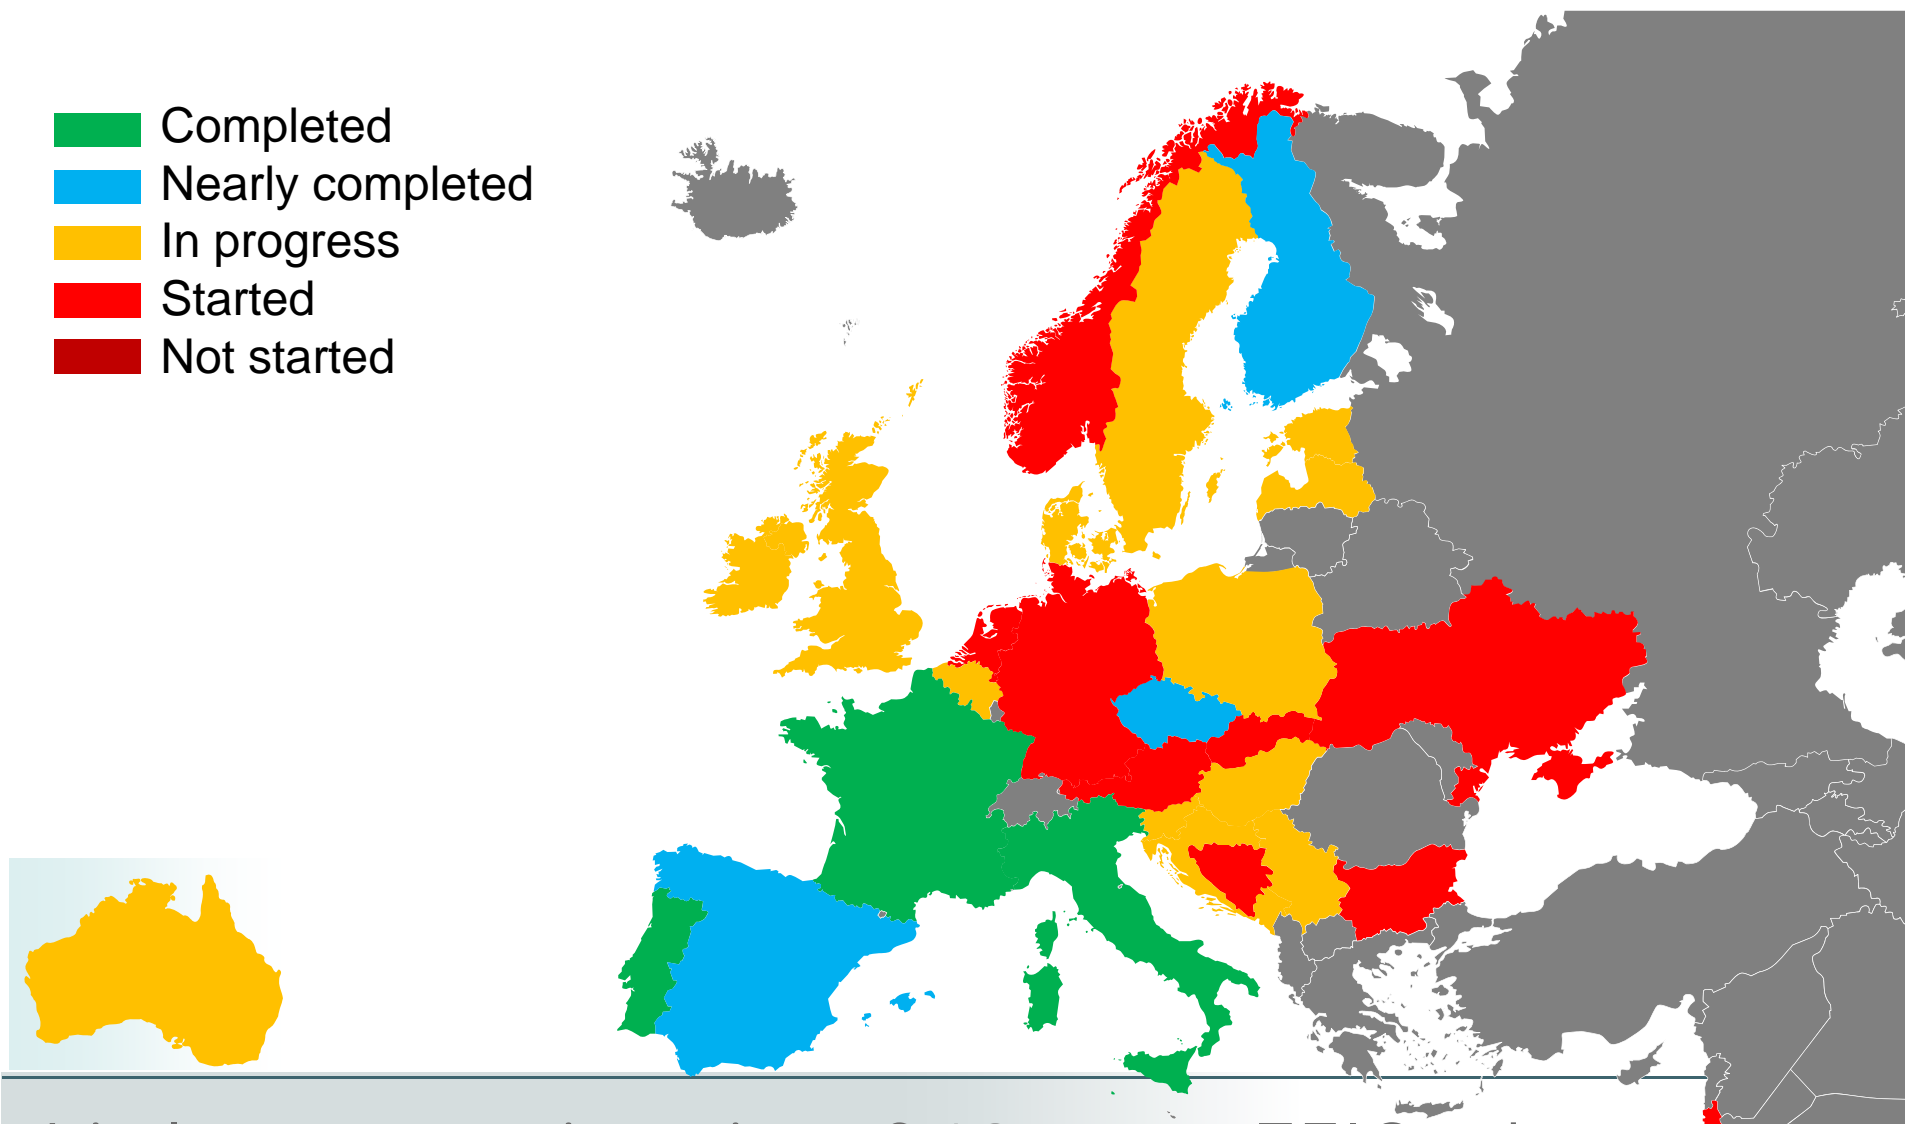 Completed
Nearly completed
In progress
Started
Not started